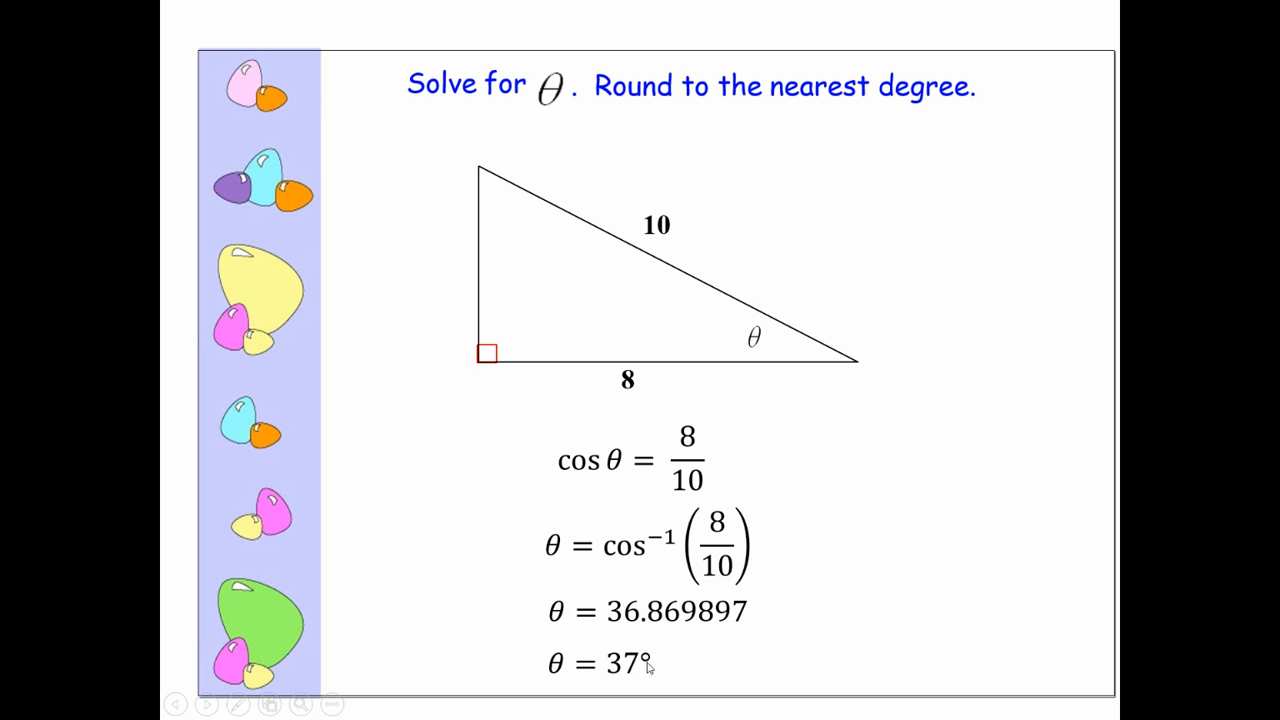 Solve for θ. Round to the nearest degree.
10
θ
8
cos θ = 8/10
θ = cos⁻¹(8/10)
θ = 36.869897
θ = 37°